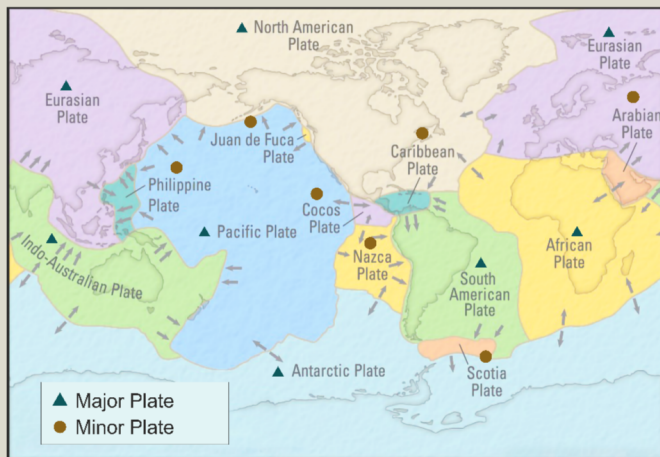 North American
Plate
Eurasian
Plate
Eurasian
Plate
Arabian
Plate
Juan de Fuca
Plate
Caribbean
Plate
Philippine
Plate
Cocos
Plate
Pacific Plate
Indo-Australian Plate
Nazca
Plate
African
Plate
South
American
Plate
Antarctic Plate
Scotia
Plate
Major Plate
Minor Plate